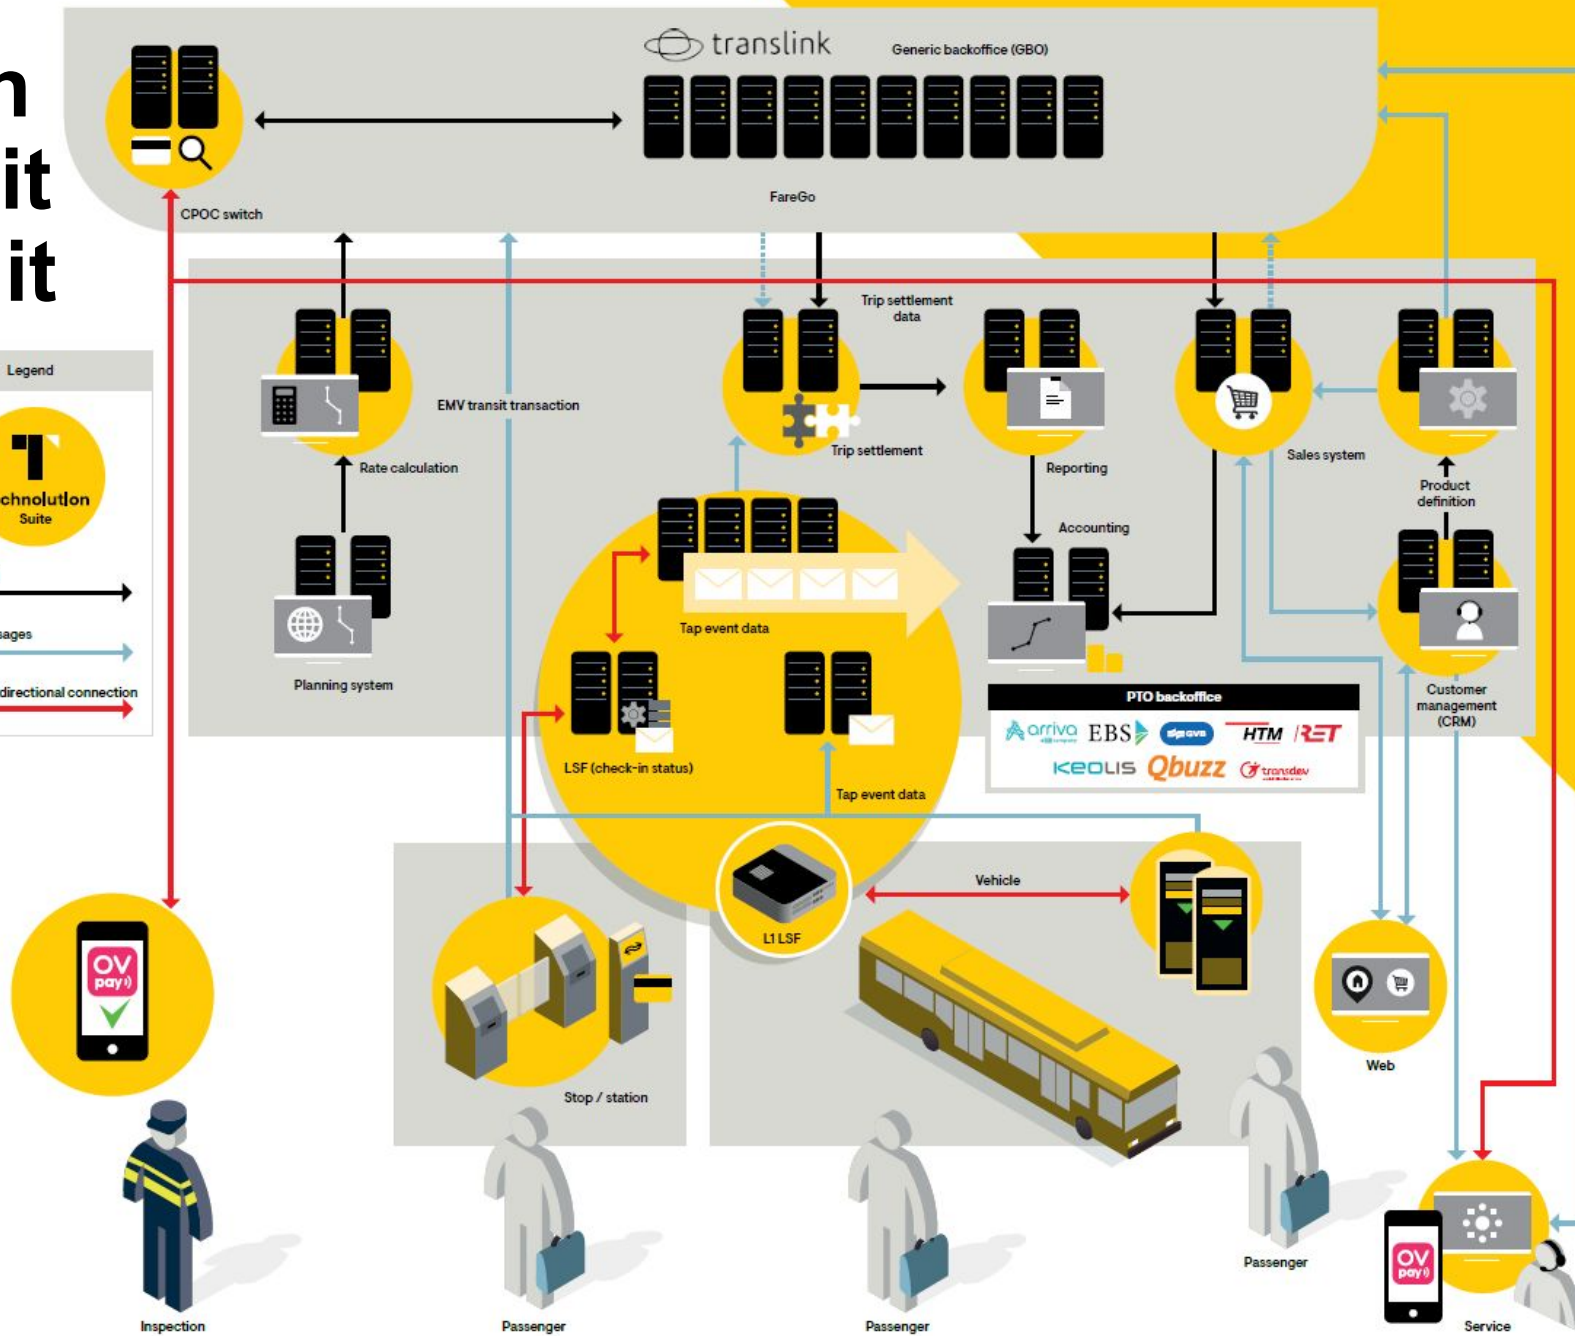 n
it
it
translink
Generic backoffice (GBO)
FareGo
CPOC switch
Legend
chnolution
Suite
sages
directional connection
Trip settlement
data
EMV transit transaction
Rate calculation
Trip settlement
Reporting
Sales system
Product
definition
Accounting
Tap event data
Planning system
LSF (check-in status)
Tap event data
PTO backoffice
arriva
EBS
GVB
HTM
RET
KEOLIS
Qbuzz
transdev
Customer
management
(CRM)
Vehicle
L1 LSF
OV
pay
Stop / station
Web
Inspection
Passenger
Passenger
Passenger
OV
pay
Service